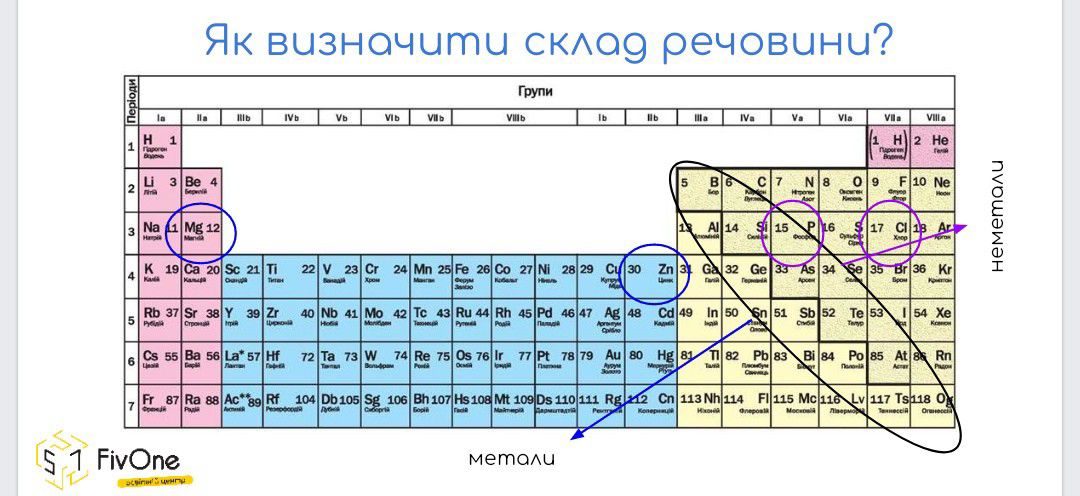 Як визначити склад речовини?
Періоди
Групи
Ia IIa IIIb IVb Vb VIb VIIb VIIIb Ib IIb IIIa IVa Va VIa VIIa VIIIa
1 H 1 (1 H) 2 He
Гідроген Гідроген Гелій
Водень Водень
2 Li 3 Be 4 5 B 6 C 7 N 8 O 9 F 10 Ne
Літій Берилій Бор Карбон Нітроген Оксиген Флуор Неон
Вуглець Азот Кисень Фтор
3 Na 11 Mg 12 13 Al 14 Si 15 P 16 S 17 Cl 18 Ar
Натрій Магній Хлор
4 K 19 Ca 20 Sc 21 Ti 22 V 23 Cr 24 Mn 25 Fe 26 Co 27 Ni 28 29 Cu 30 Zn 31 Ga 32 Ge 33 As 34 Se 35 Br 36 Kr
Калій Кальцій Скандій Титан Ванадій Хром Манган Ферум Кобальт Нікель Цинк Галій Германій Арсен Бром Криптон
Залізо Мідь
5 Rb 37 Sr 38 Y 39 Zr 40 Nb 41 Mo 42 Tc 43 Ru 44 Rh 45 Pd 46 47 Ag 48 Cd 49 In 50 Sn 51 Sb 52 Te 53 I 54 Xe
Рубідій Стронцій Ітрій Цирконій Ніобій Молібден Технецій Рутеній Родій Паладій Аргентум Кадмій Індій Стибій Телур Йод Ксенон
Срібло Олово
6 Cs 55 Ba 56 La* 57 Hf 72 Ta 73 W 74 Re 75 Os 76 Ir 77 Pt 78 79 Au 80 Hg 81 Tl 82 Pb 83 Bi 84 Po 85 At 86 Rn
Цезій Барій Лантан Гафній Тантал Вольфрам Реній Осмій Іридій Платина Аурум Меркурій Талій Плюмбум Полоній Астат Радон
Золото Ртуть Свинець
7 Fr 87 Ra 88 Ac** 89 Rf 104 Db 105 Sg 106 Bh 107 Hs 108 Mt 109 Ds 110 111 Rg 112 Cn 113 Nh 114 Fl 115 Mc 116 Lv 117 Ts 118 Og
Францій Радій Актиній Резерфордій Дубній Сиборгій Борій Гасій Майтнерій Дармштадтій Коперницій Ніхоній Флеровій Московій Ліверморій Теннессій Оганессон
неметали
метали
51 FivOne
освітній центр